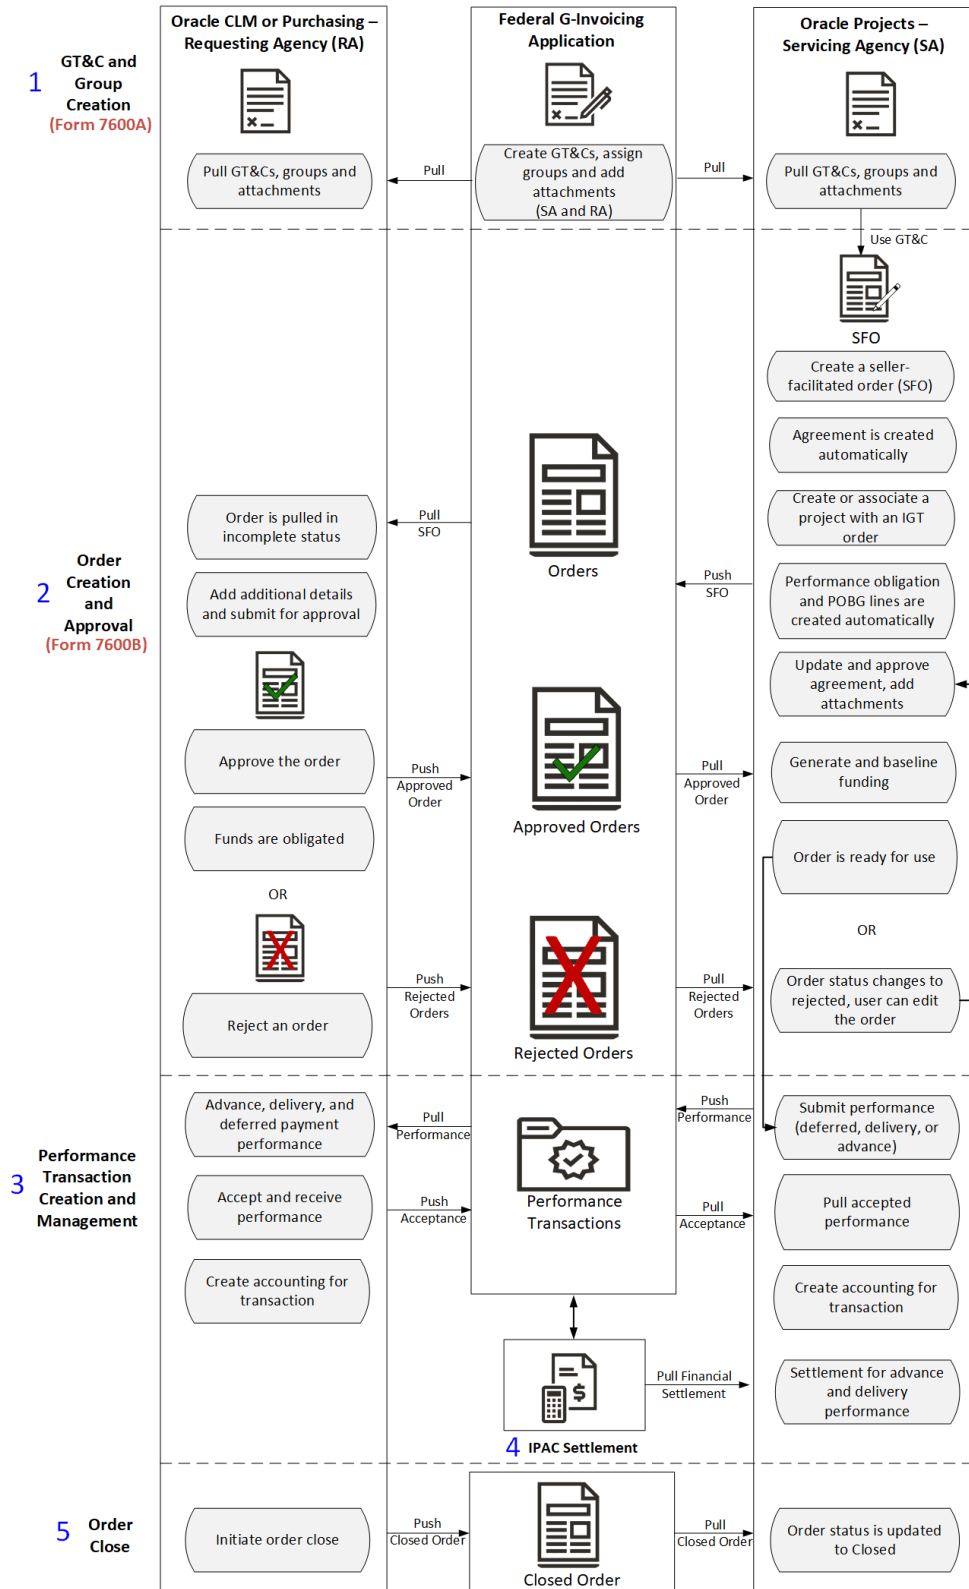 Oracle CLM or Purchasing –
Requesting Agency (RA)
Federal G-Invoicing
Application
Oracle Projects –
Servicing Agency (SA)
1
GT&C and
Group
Creation
(Form 7600A)
Pull GT&Cs, groups and
attachments
Pull
Create GT&Cs, assign
groups and add
attachments
(SA and RA)
Pull
Pull GT&Cs, groups and
attachments
Use GT&C
SFO
Create a seller-
facilitated order (SFO)
Agreement is created
automatically
Create or associate a
project with an IGT
order
Performance obligation
and POBG lines are
created automatically
Update and approve
agreement, add
attachments
2
Order
Creation
and
Approval
(Form 7600B)
Order is pulled in
incomplete status
Pull
SFO
Orders
Push
SFO
Add additional details
and submit for approval
Approve the order
Push
Approved
Order
Approved Orders
Pull
Approved
Order
Generate and baseline
funding
Funds are obligated
Order is ready for use
OR
OR
Reject an order
Push
Rejected
Orders
Rejected Orders
Pull
Rejected
Orders
Order status changes to
rejected, user can edit
the order
3
Performance
Transaction
Creation and
Management
Advance, delivery, and
deferred payment
performance
Pull
Performance
Push
Performance
Submit performance
(deferred, delivery, or
advance)
Accept and receive
performance
Push
Acceptance
Performance
Transactions
Pull
Acceptance
Pull accepted
performance
Create accounting for
transaction
Create accounting for
transaction
Pull Financial
Settlement
Settlement for advance
and delivery
performance
4 IPAC Settlement
5
Order
Close
Initiate order close
Push
Closed Order
Closed Order
Pull
Closed Order
Order status is updated
to Closed